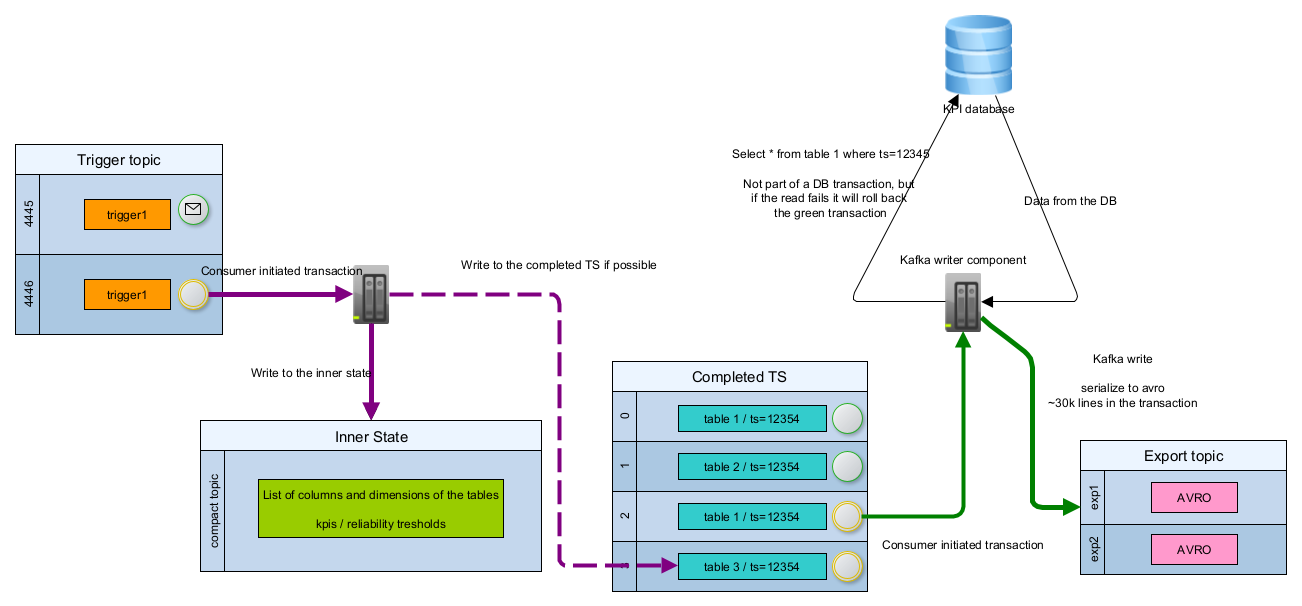 KPI database
Select * from table 1 where ts=12345
Not part of a DB transaction, but
if the read fails it will roll back
the green transaction
Data from the DB
Trigger topic
4445
trigger1
4446
trigger1
Consumer initiated transaction
Write to the completed TS if possible
Kafka writer component
Write to the inner state
Kafka write
serialize to avro
~30k lines in the transaction
Completed TS
0
table 1 / ts=12354
1
table 2 / ts=12354
2
table 1 / ts=12354
table 3 / ts=12354
Consumer initiated transaction
Inner State
compact topic
List of columns and dimensions of the tables
kpis / reliability tresholds
Export topic
exp1
AVRO
exp2
AVRO